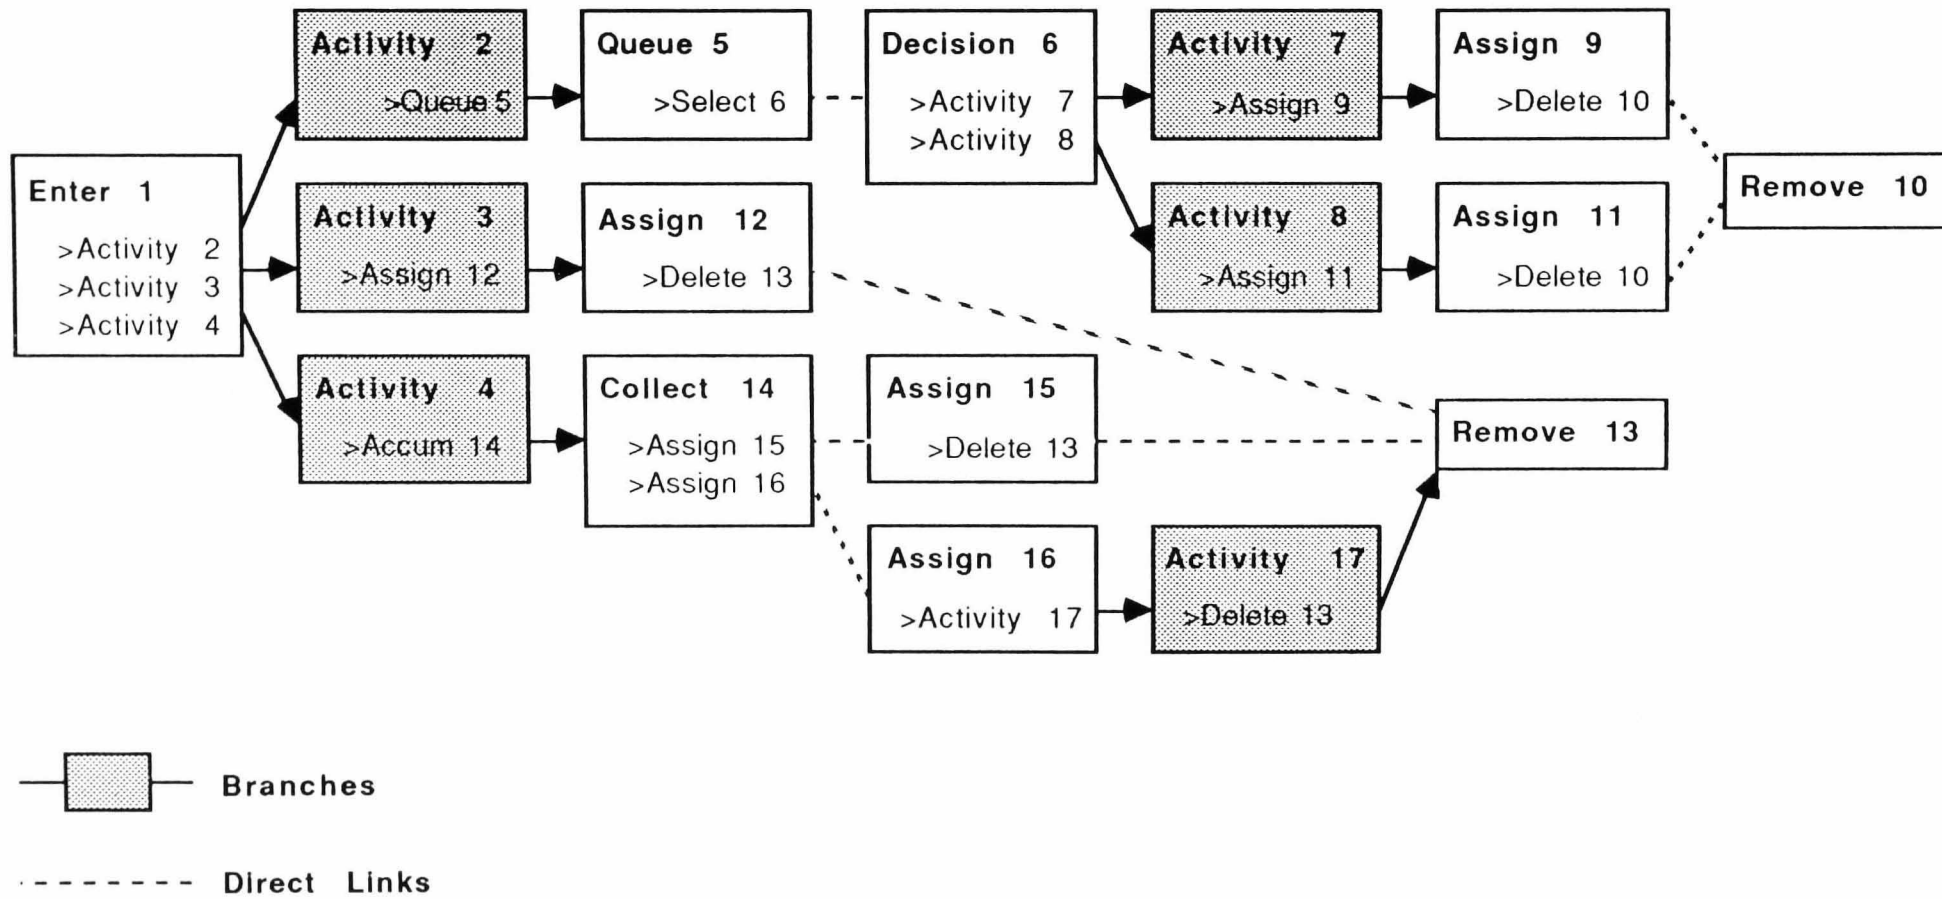 Enter 1
>Activity 2
>Activity 3
>Activity 4
Activity 2
>Queue 5
Queue 5
>Select 6
Decision 6
>Activity 7
>Activity 8
Activity 7
>Assign 9
Assign 9
>Delete 10
Activity 3
>Assign 12
Assign 12
>Delete 13
Activity 8
>Assign 11
Assign 11
>Delete 10
Remove 10
Activity 4
>Accum 14
Collect 14
>Assign 15
>Assign 16
Assign 15
>Delete 13
Remove 13
Assign 16
>Activity 17
Activity 17
>Delete 13
Branches
Direct Links